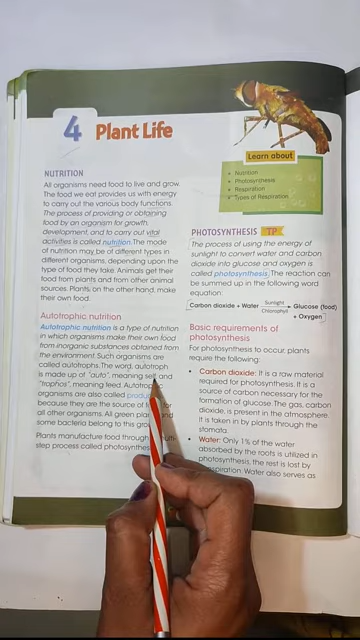 4 Plant Life
NUTRITION
All organisms need food to live and grow.
The food we eat provides us with energy
to carry out the various body functions.
The process of providing or obtaining
food by an organism for growth,
development, and to carry out vital
activities is called nutrition. The mode
of nutrition may be of different types in
different organisms, depending upon the
type of food they take. Animals get their
food from plants and from other animal
sources. Plants, on the other hand, make
their own food.
Autotrophic nutrition
Autotrophic nutrition is a type of nutrition
in which organisms make their own food
from inorganic substances obtained from
the environment. Such organisms are
called autotrophs. The word, autotroph
is made up of "auto", meaning self, and
"trophos", meaning feed.
organisms are also called
because they are the source of for
all other organisms. All green and
some bacteria belong to this
Plants manufacture food through
step process called
Learn about
• Nutrition
• Photosynthesis
• Respiration
• Types of Respiration
PHOTOSYNTHESIS TP
The process of using the energy of
sunlight to convert water and carbon
dioxide into glucose and oxygen is
called photosynthesis. The reaction can
be summed up in the following word
equation:
Carbon dioxide + Water Sunlight Chlorophyll Glucose (food)
+ Oxygen
Basic requirements of
photosynthesis
For photosynthesis to occur, plants
require the following:
• Carbon dioxide: It is a raw material
required for photosynthesis. It is a
source of carbon necessary for the
formation of glucose. The gas, carbon
dioxide, is present in the atmosphere.
It is taken in by plants through the
stomata.
• Water: Only 1% of the water
absorbed by the roots is utilized in
photosynthesis, the rest is lost by
Water also serves as